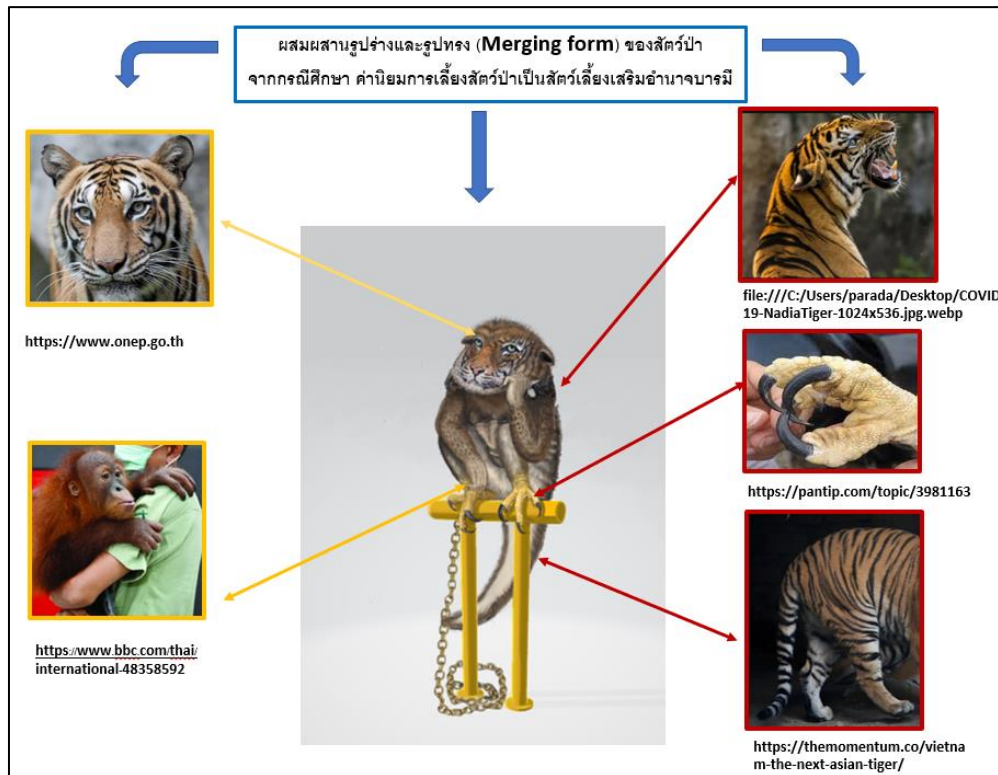 ผสมผสานรูปร่างและรูปทรง (Merging form) ของสัตว์ป่า
จากกรณีศึกษา ค่านิยมการเลี้ยงสัตว์ป่าเป็นสัตว์เลี้ยงเสริมอำนาจบารมี
https://www.onep.go.th
file:///C:/Users/parada/Desktop/COVID
19-NadiaTiger-1024x536.jpg.webp
https://pantip.com/topic/3981163
https://www.bbc.com/thai/
international-48358592
https://themomentum.co/vietna
m-the-next-asian-tiger/